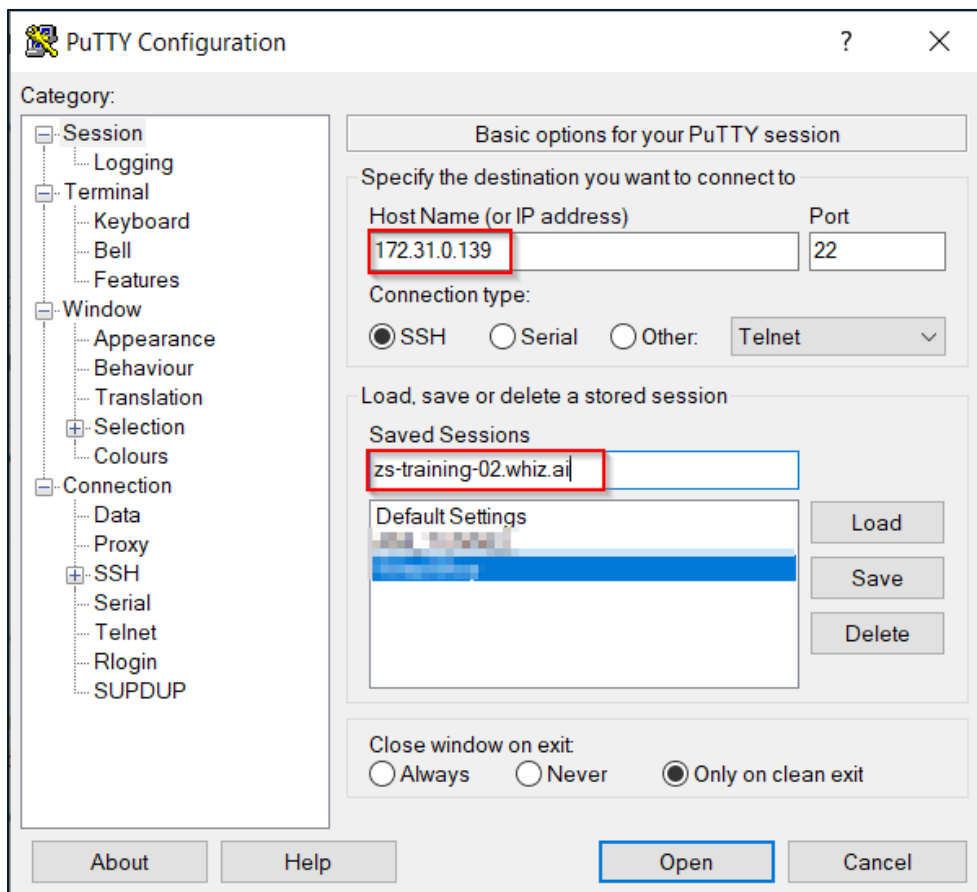 PuTTY Configuration
?
Category:
Session
Logging
Terminal
Keyboard
Bell
Features
Window
Appearance
Behaviour
Translation
Selection
Colours
Connection
Data
Proxy
SSH
Serial
Telnet
Rlogin
SUPDUP
Basic options for your PuTTY session
Specify the destination you want to connect to
Host Name (or IP address) Port
172.31.0.139 22
Connection type:
SSH Serial Other: Telnet
Load, save or delete a stored session
Saved Sessions
zs-training-02.whiz.ai
Default Settings
Load
Save
Delete
Close window on exit:
Always Never Only on clean exit
About Help Open Cancel